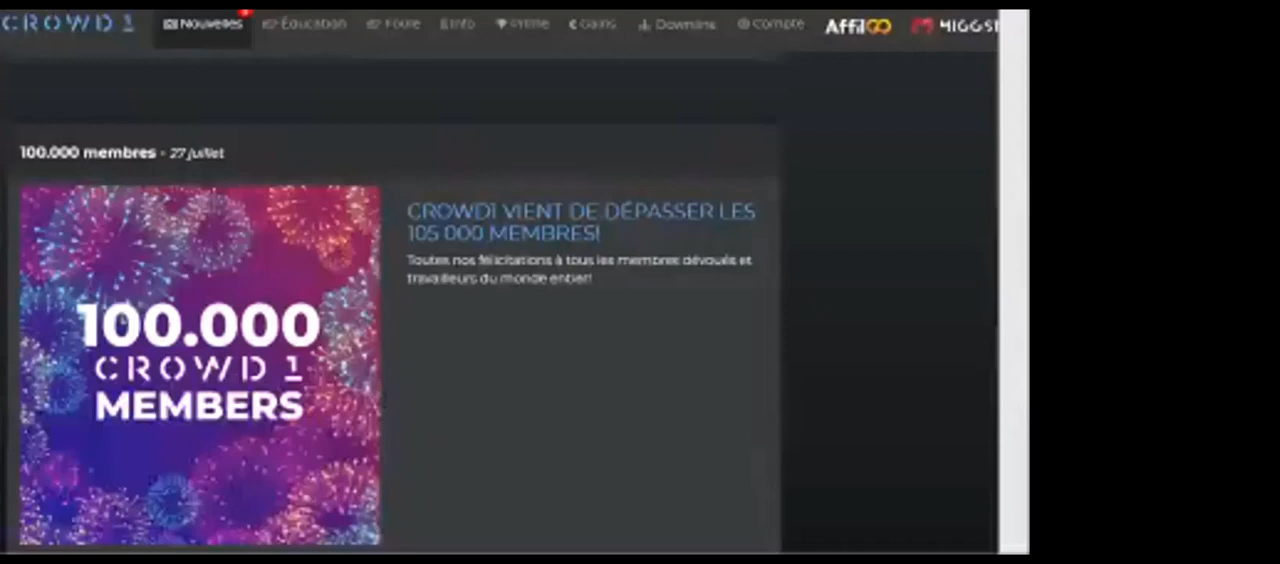 CROWD 1 Nouvelles Éducation Foule Info Prime Gains Downline Compte AffilGO MIGGST
100.000 membres - 27 juillet
CROWD1 VIENT DE DÉPASSER LES
105 000 MEMBRES!
Toutes nos félicitations à tous les membres dévoués et
travailleurs du monde entier!
100.000
CROWD 1
MEMBERS